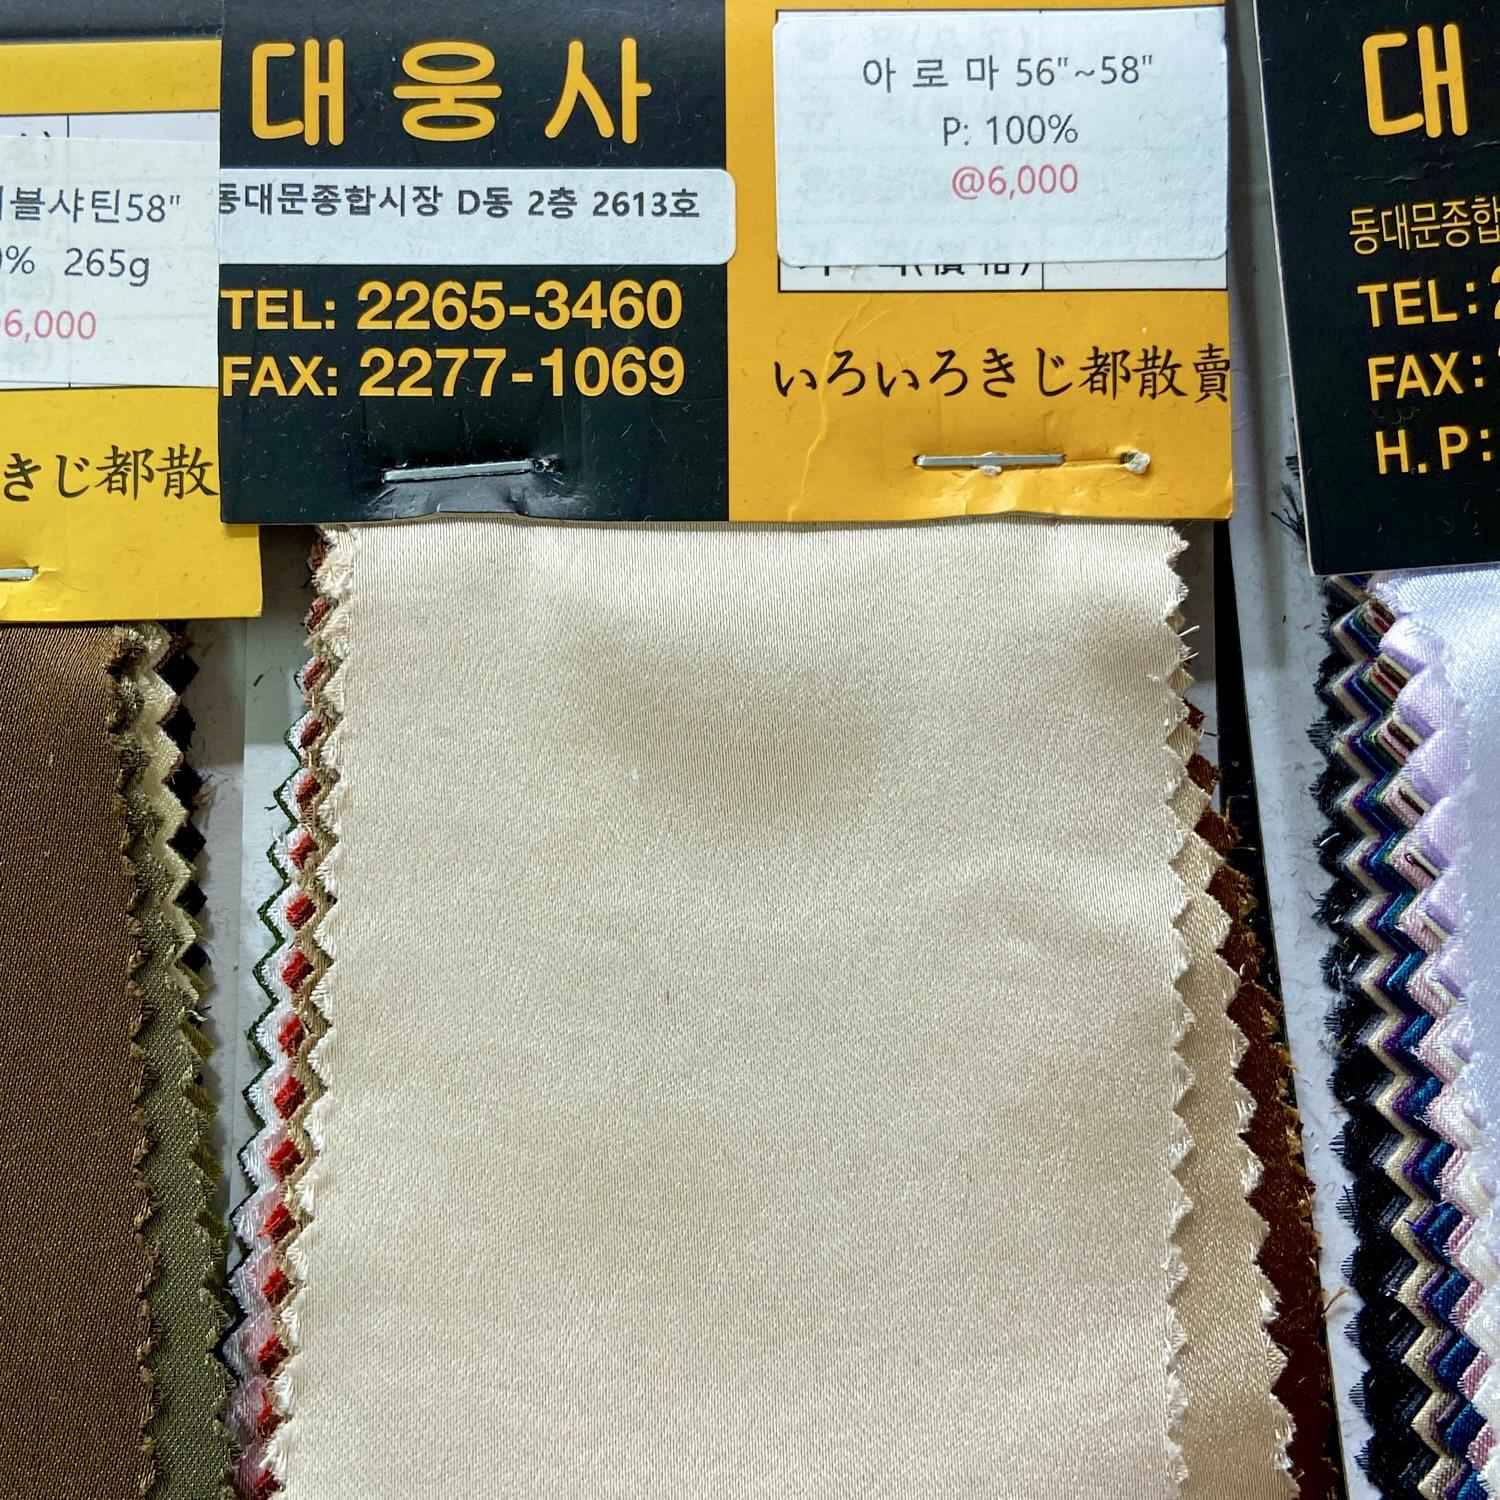 블샤틴58"
% 265g
6,000
きじ都散
대웅사
동대문종합시장 D동 2층 2613호
TEL: 2265-3460
FAX: 2277-1069
아로마 56"~58"
P: 100%
@6,000
いろいろきじ都散賣
대
동대문종합
TEL:
FAX:
H.P: